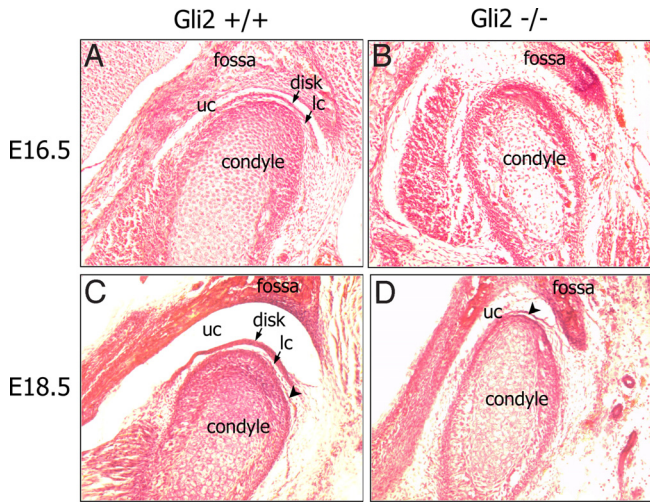 Gli2 +/+
Gli2 -/-
E16.5
A
fossa
disk
uc
lc
condyle
B
fossa
condyle
E18.5
C
fossa
uc
disk
lc
condyle
D
fossa
uc
condyle